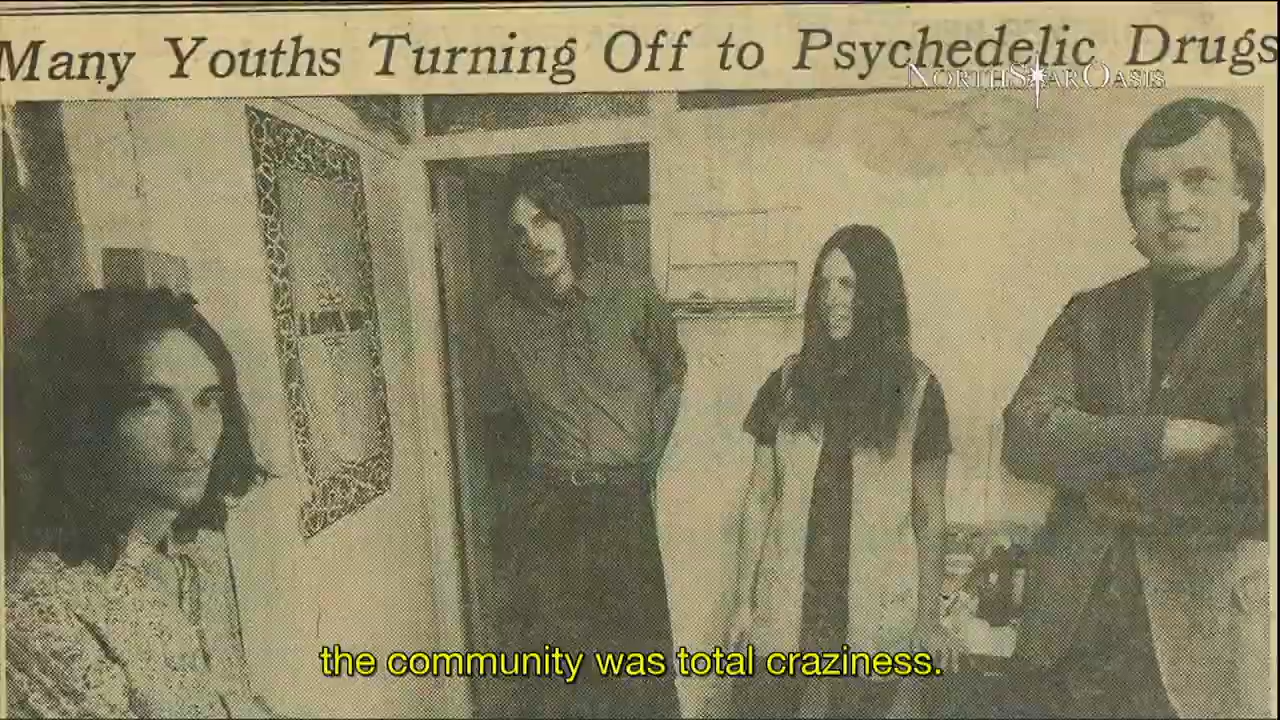 Many Youths Turning Off to Psychedelic Drugs
NORTHSTAROASIS
the community was total craziness.